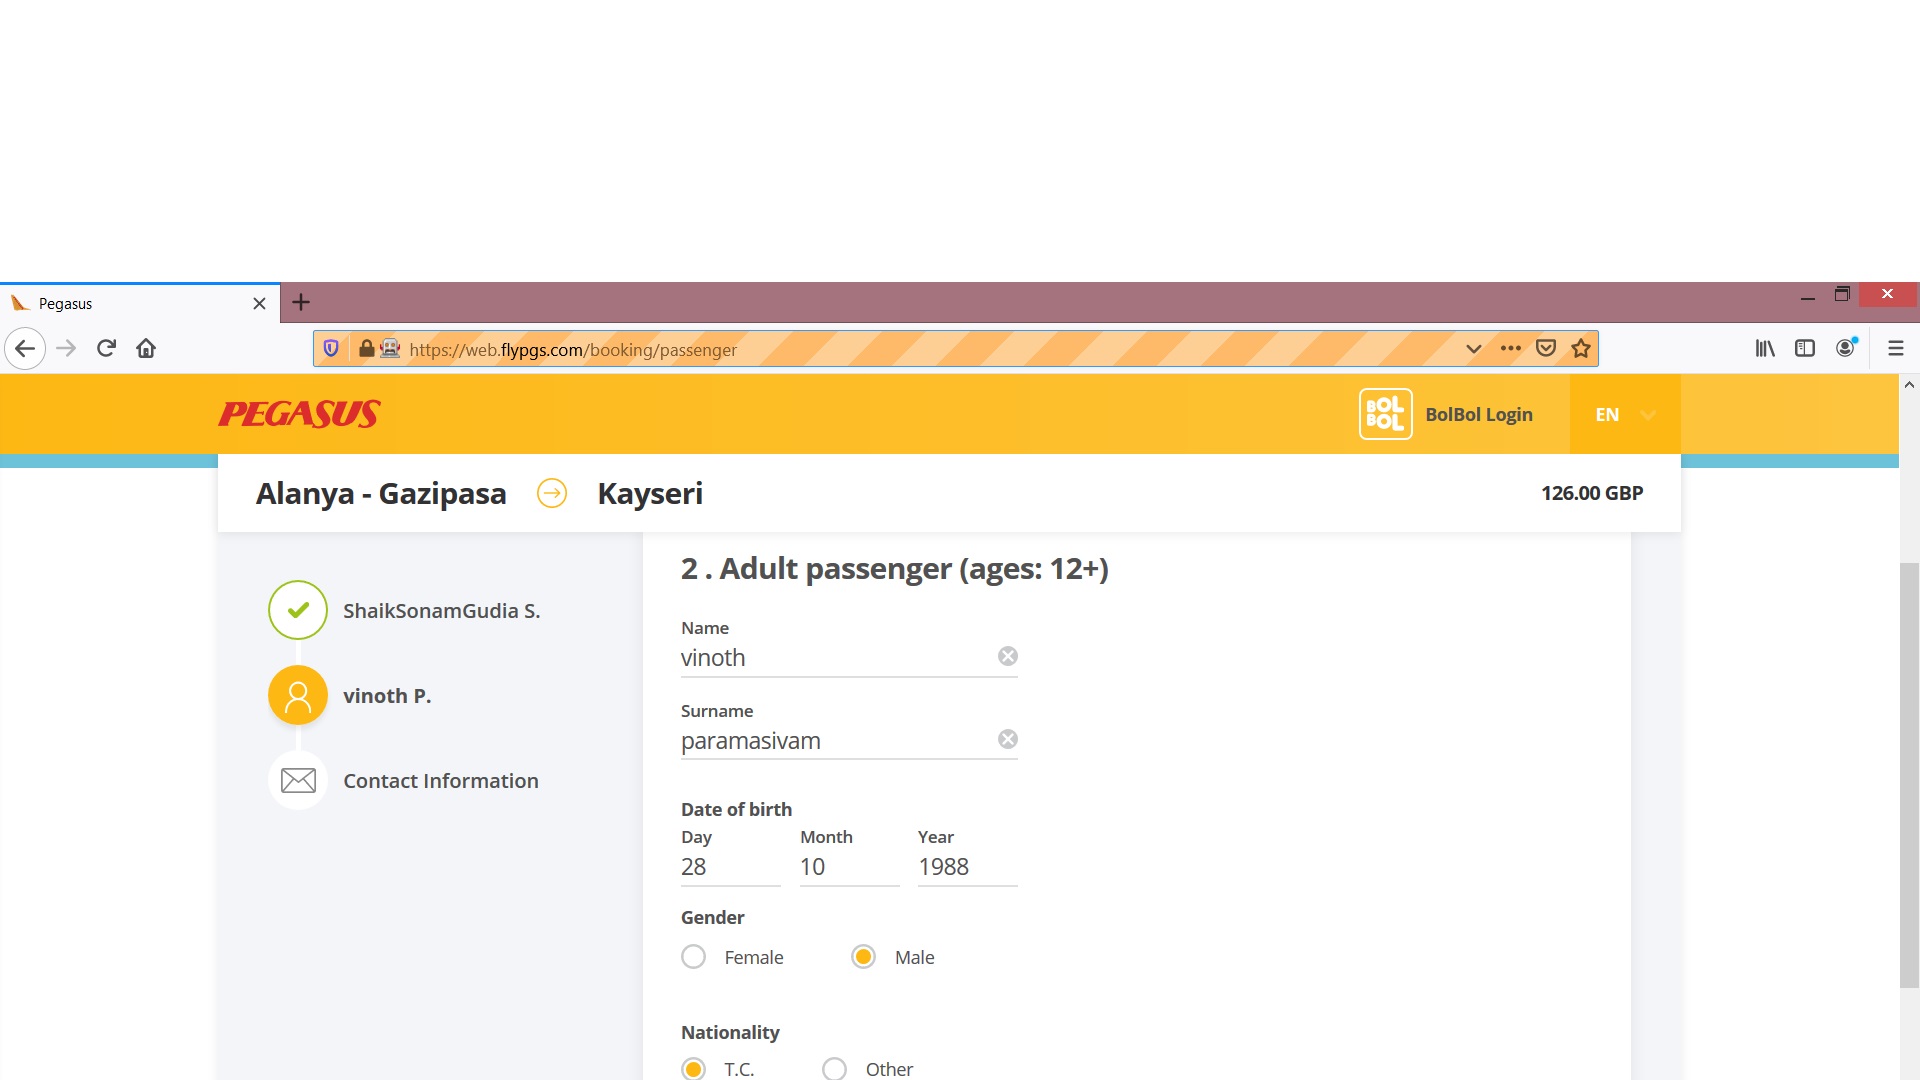 Pegasus
https://web.flypgs.com/booking/passenger
PEGASUS
BOL
BOL
BolBol Login
EN
Alanya - Gazipasa
Kayseri
126.00 GBP
ShaikSonamGudia S.
vinoth P.
Contact Information
2 . Adult passenger (ages: 12+)
Name
vinoth
Surname
paramasivam
Date of birth
Day Month Year
28 10 1988
Gender
Female Male
Nationality
T.C. Other